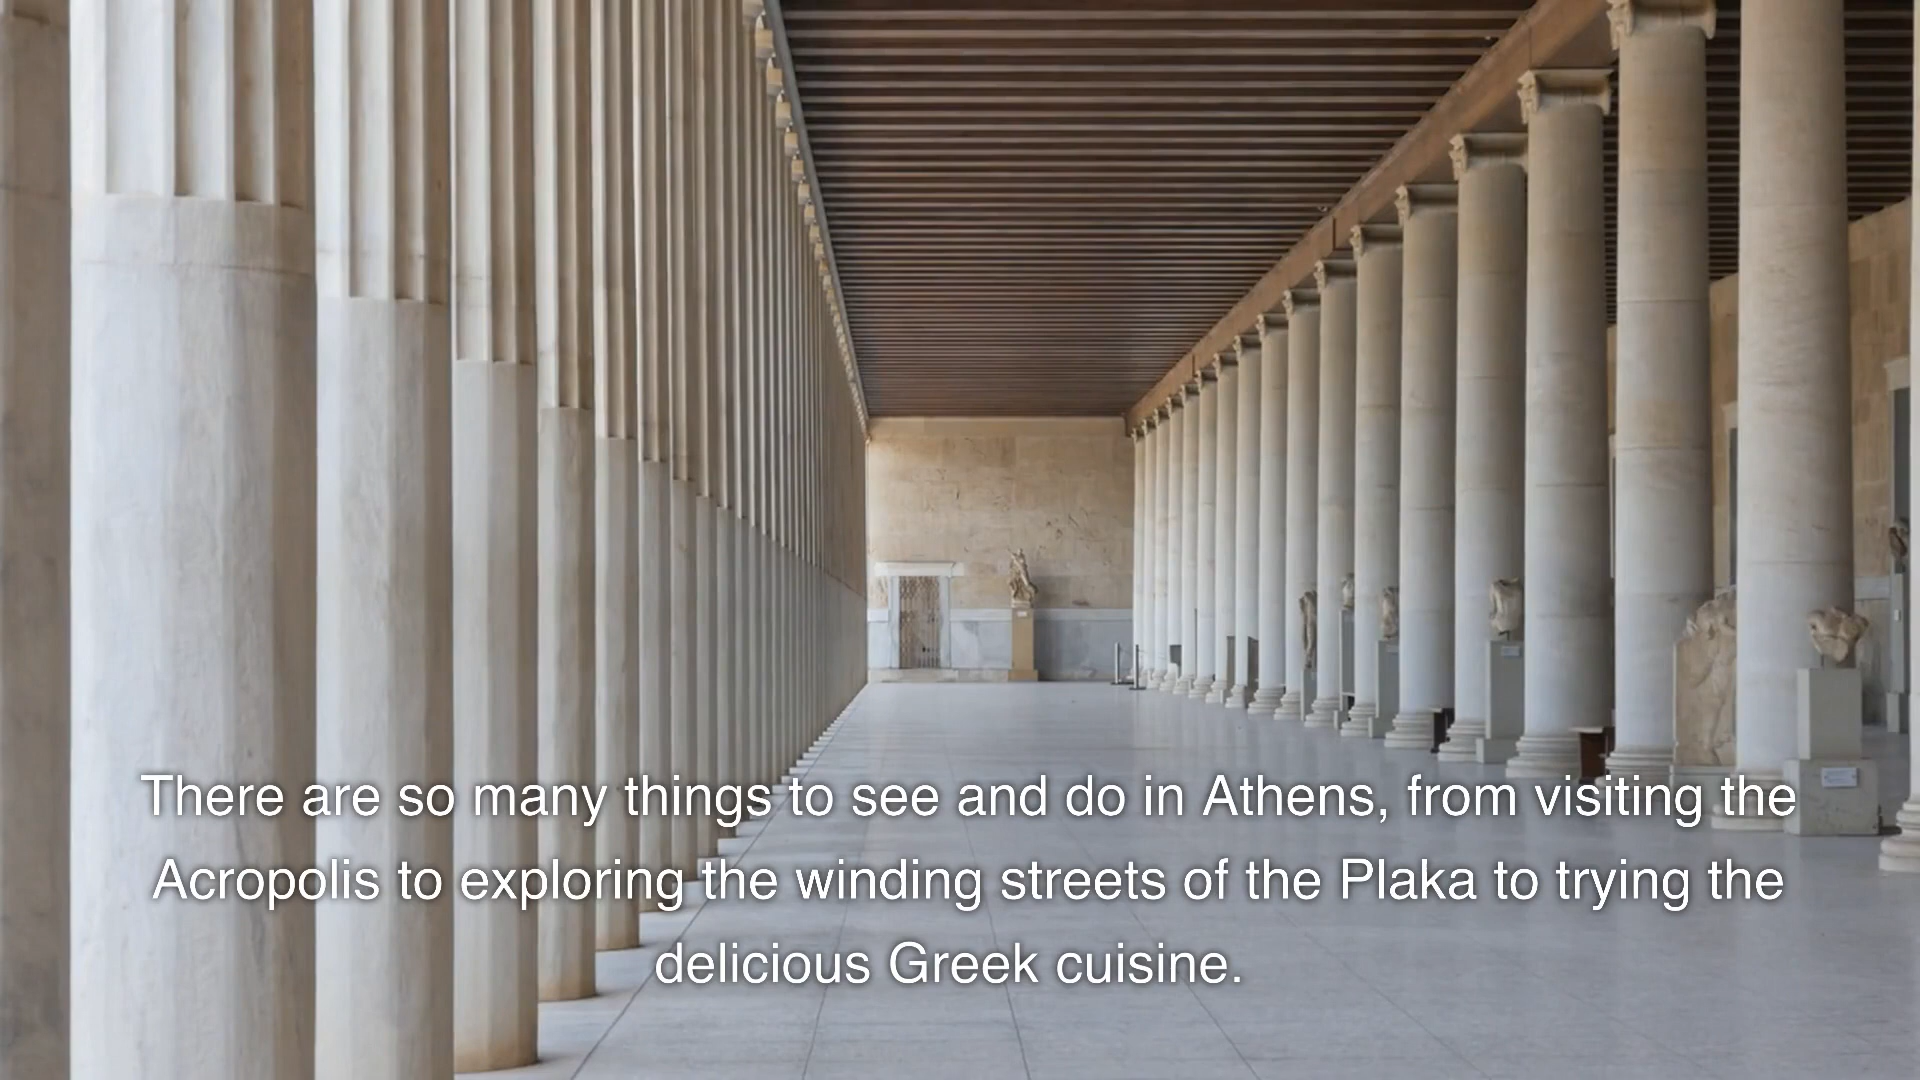 There are so many things to see and do in Athens, from visiting the
Acropolis to exploring the winding streets of the Plaka to trying the
delicious Greek cuisine.